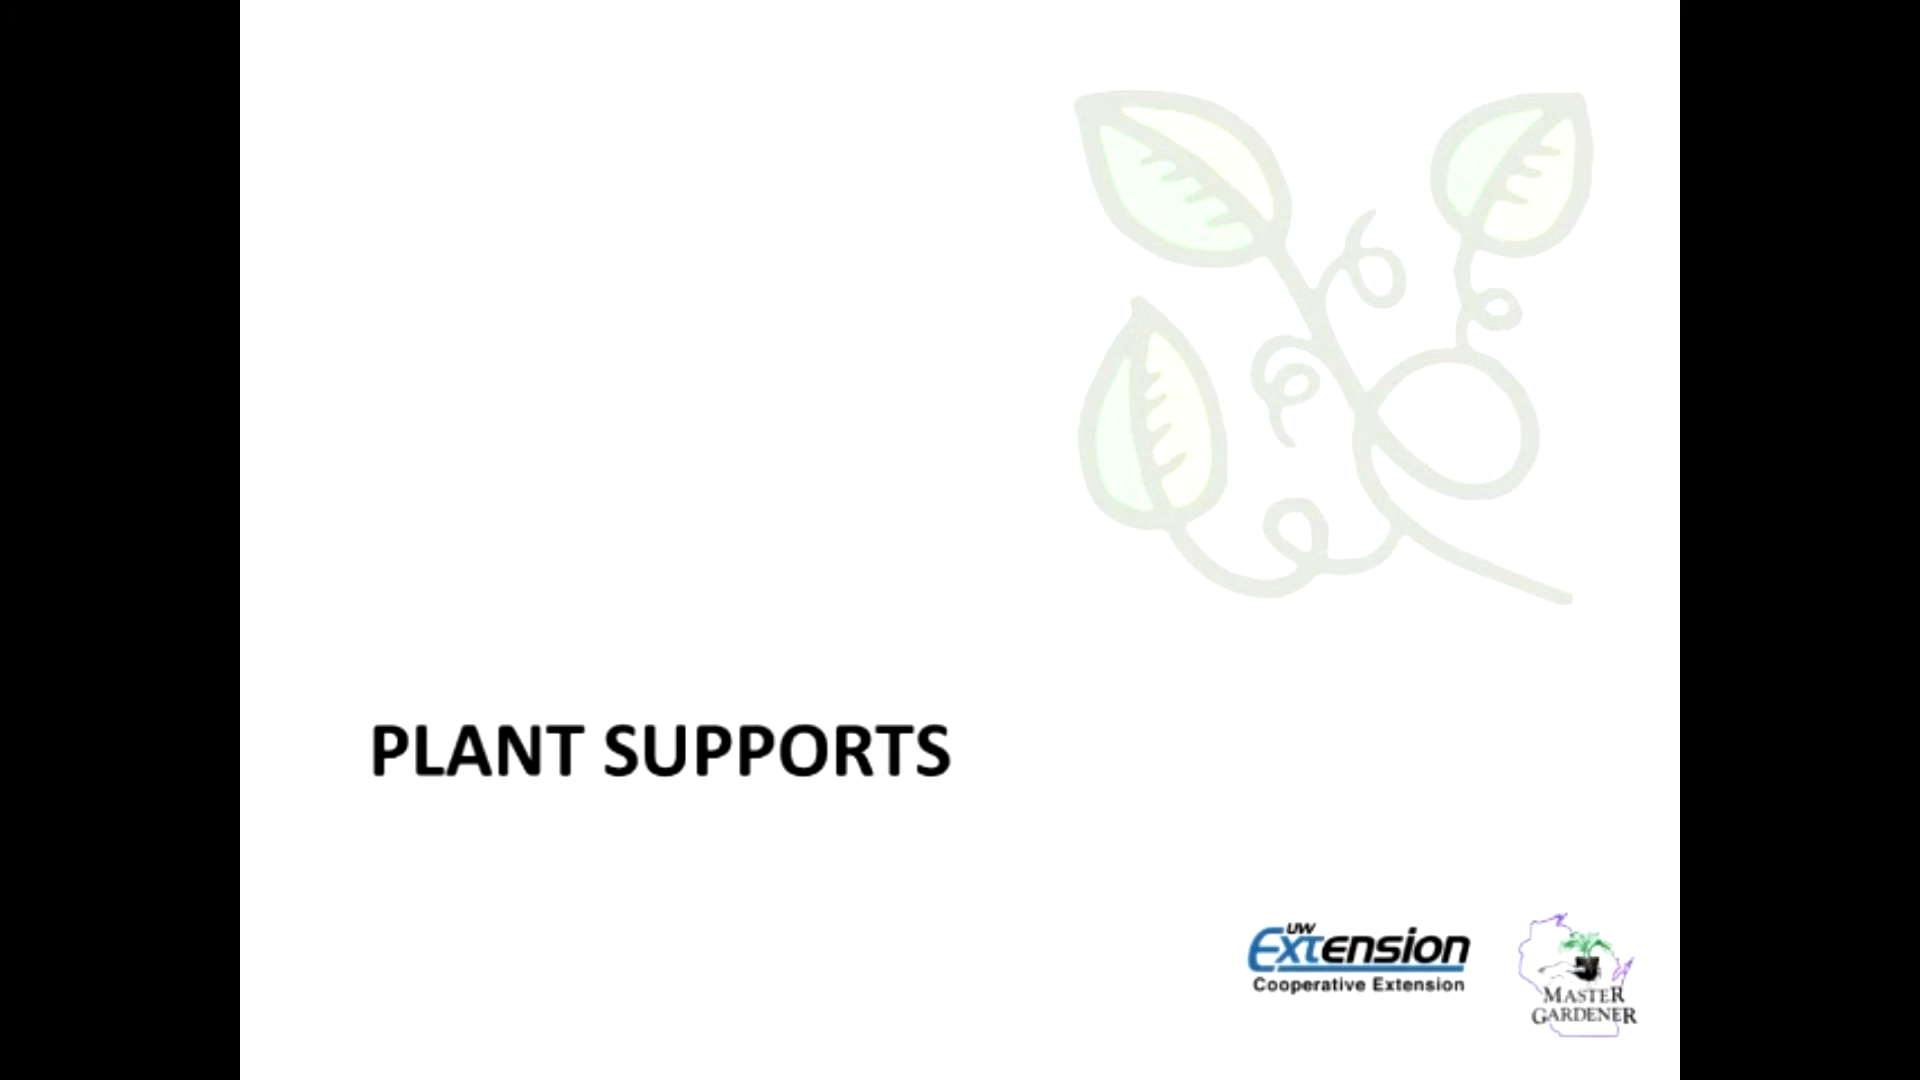 PLANT SUPPORTS
UW
Extension
Cooperative Extension
MASTER
GARDENER